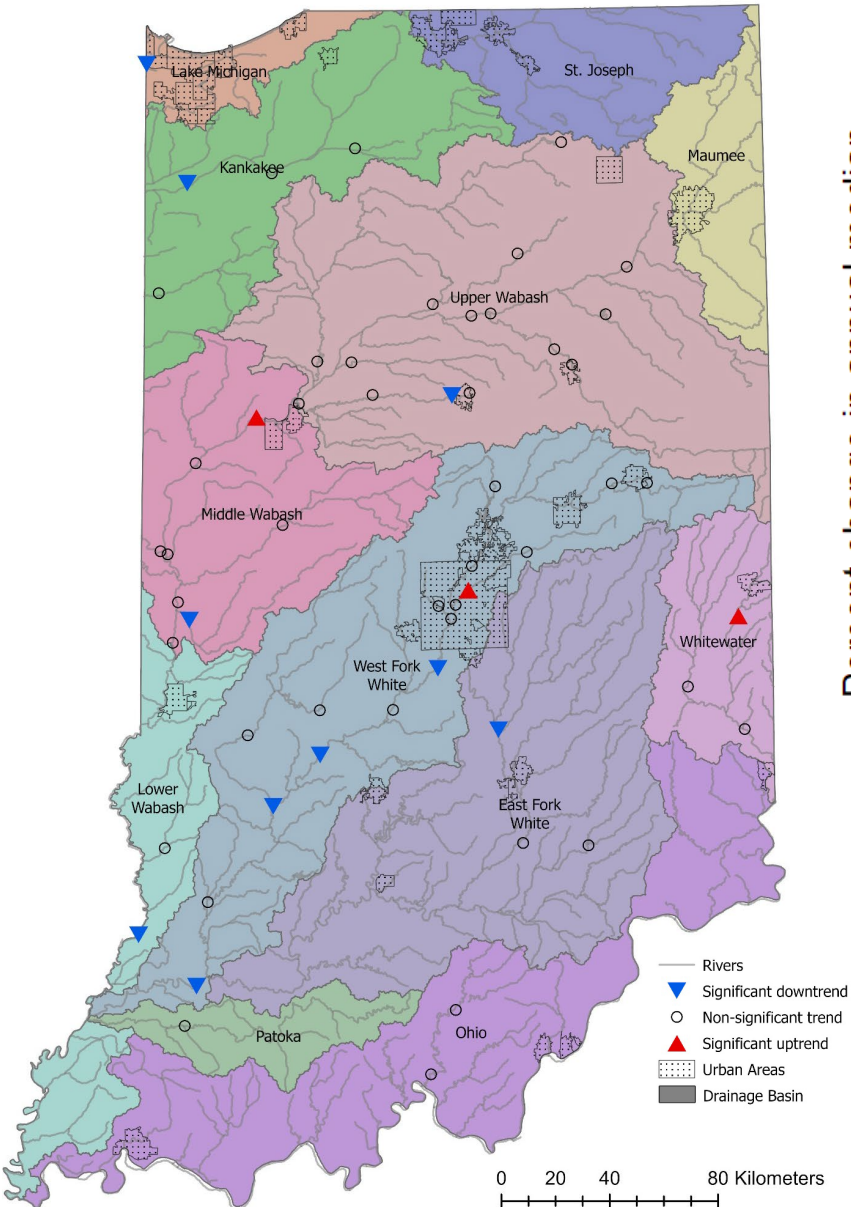 Lake Michigan
St. Joseph
Maumee
Kankakee
Upper Wabash
Middle Wabash
West Fork
White
Whitewater
Lower
Wabash
East Fork
White
Patoka
Ohio
Rivers
Significant downtrend
Non-significant trend
Significant uptrend
Urban Areas
Drainage Basin
0 20 40 80 Kilometers